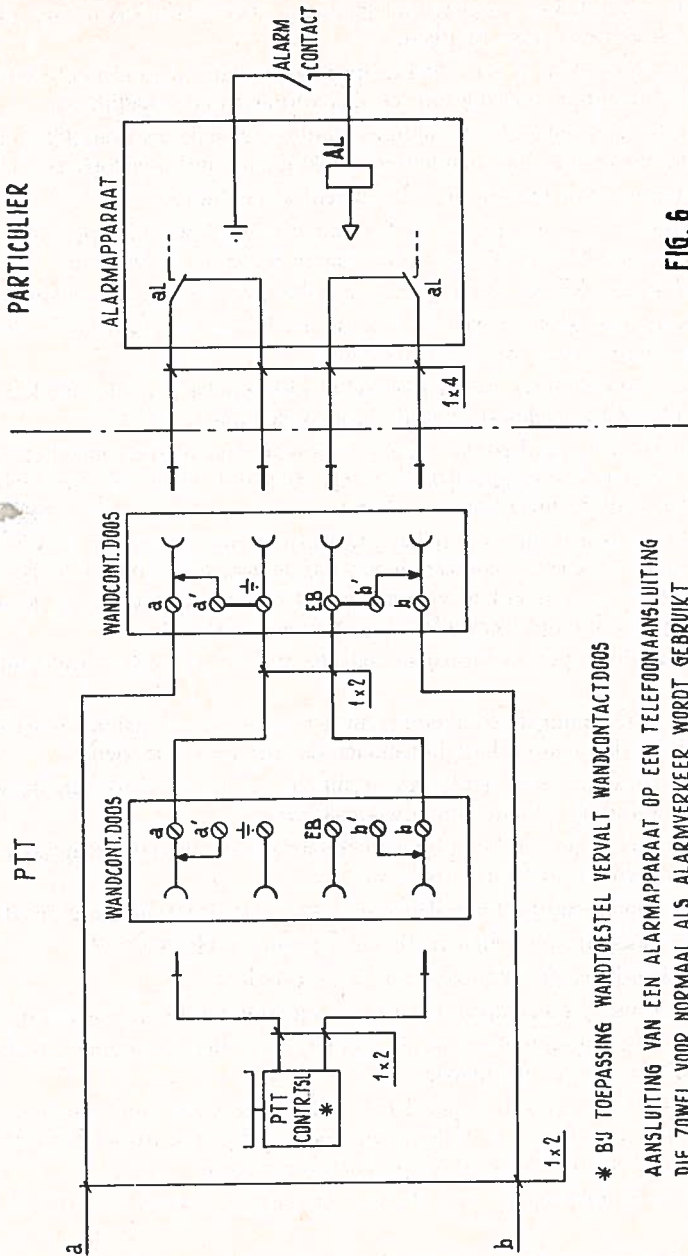 PTT
PARTICULIER
a
b
1x2
PTT
CONTR.TSL
*
1x2
WANDCONT.DOOS
a
a'
EB
b
b
1x2
WANDCONT.DOOS
a
a'
EB
b'
b
1x4
ALARMAPPARAAT
aL
aL
AL
ALARM
CONTACT
* BIJ TOEPASSING WANDTOESTEL VERVALT WANDCONTACTDOOS
AANSLUITING VAN EEN ALARMAPPARAAT OP EEN TELEFOONAANSLUITING
DIE ZOWEL VOOR NORMAAL ALS ALARMVERKEER WORDT GEBRUIKT
FIG. 6